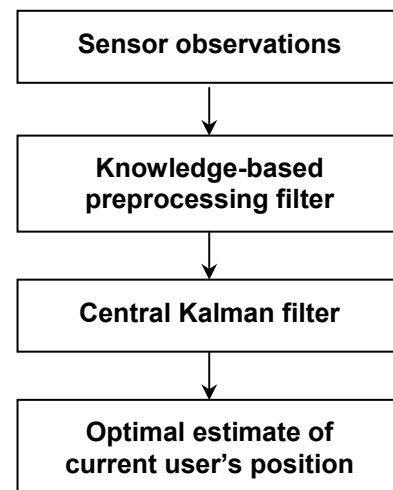 Sensor observations
Knowledge-based
preprocessing filter
Central Kalman filter
Optimal estimate of
current user's position